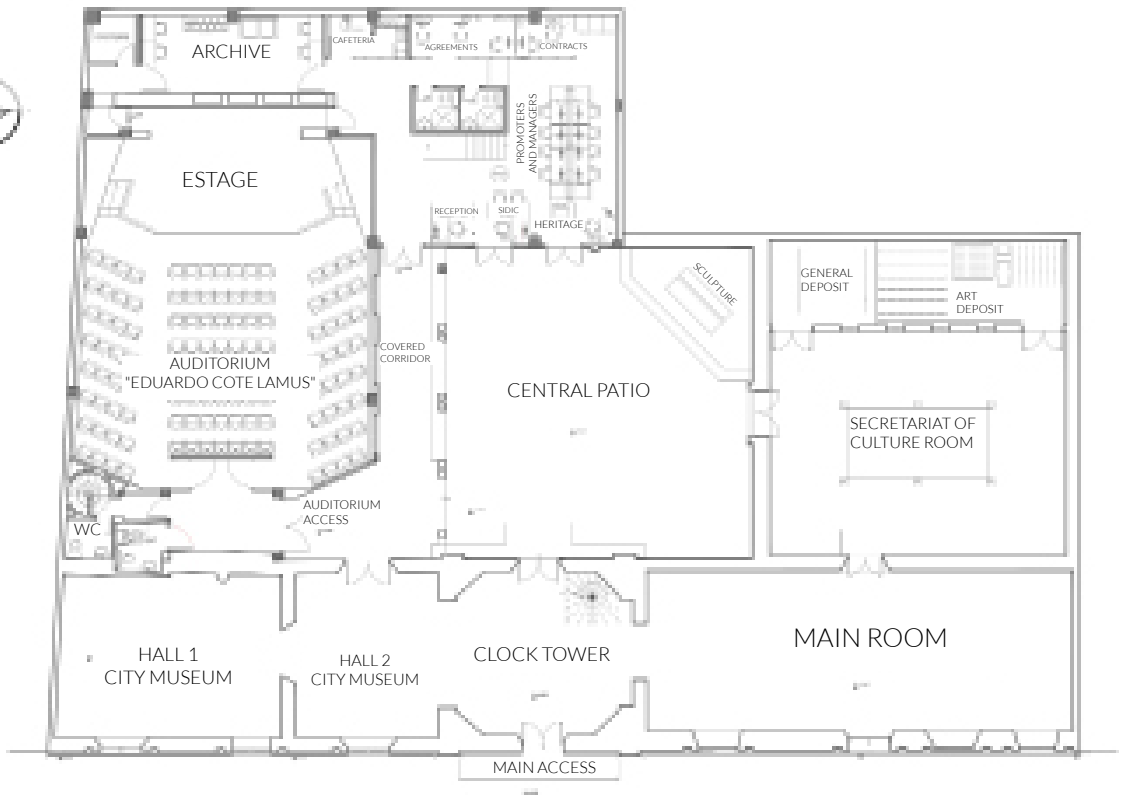 ARCHIVE
CAFETERIA
AGREEMENTS
CONTRACTS
PROMOTERS
AND MANAGERS
ESTAGE
RECEPTION
SIDIC
HERITAGE
SCULPTURE
GENERAL
DEPOSIT
ART
DEPOSIT
COVERED
CORRIDOR
AUDITORIUM
"EDUARDO COTE LAMUS"
CENTRAL PATIO
SECRETARIAT OF
CULTURE ROOM
AUDITORIUM
ACCESS
WC
HALL 1
CITY MUSEUM
HALL 2
CITY MUSEUM
CLOCK TOWER
MAIN ROOM
MAIN ACCESS